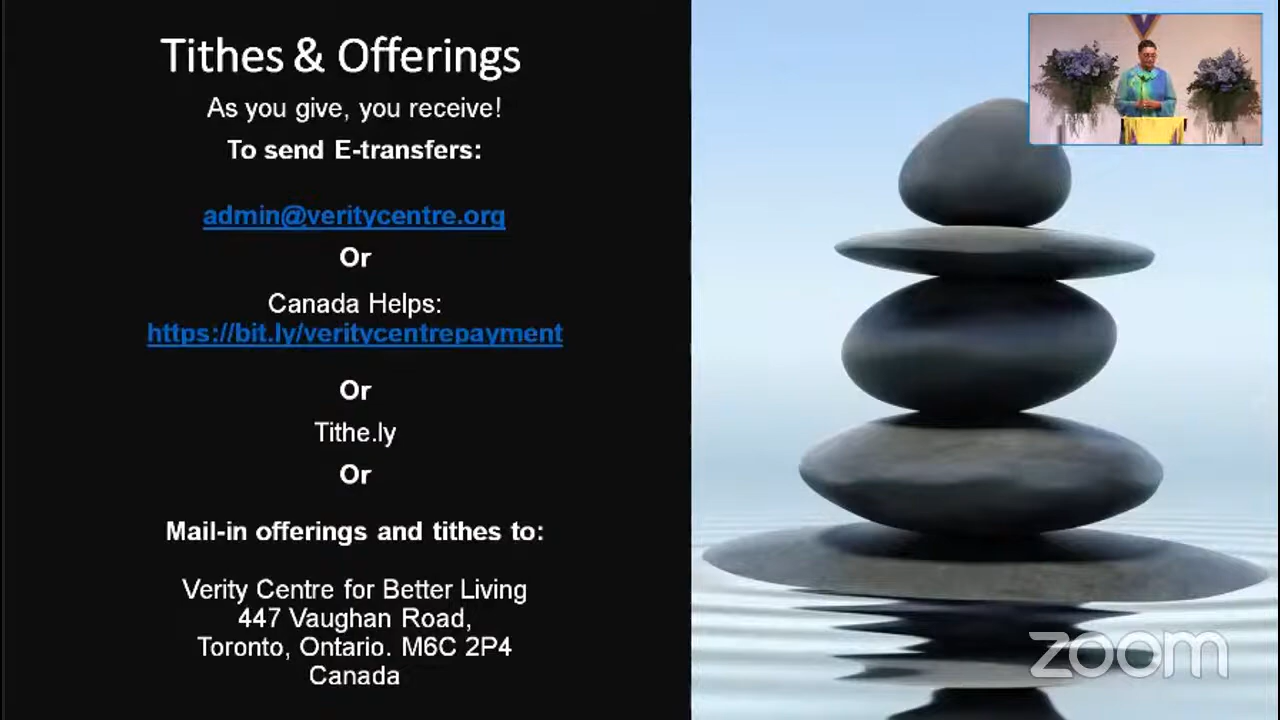 Tithes & Offerings
As you give, you receive!
To send E-transfers:
admin@veritycentre.org
Or
Canada Helps:
https://bit.ly/veritycentrepayment
Or
Tithe.ly
Or
Mail-in offerings and tithes to:
Verity Centre for Better Living
447 Vaughan Road,
Toronto, Ontario. M6C 2P4
Canada
zoom